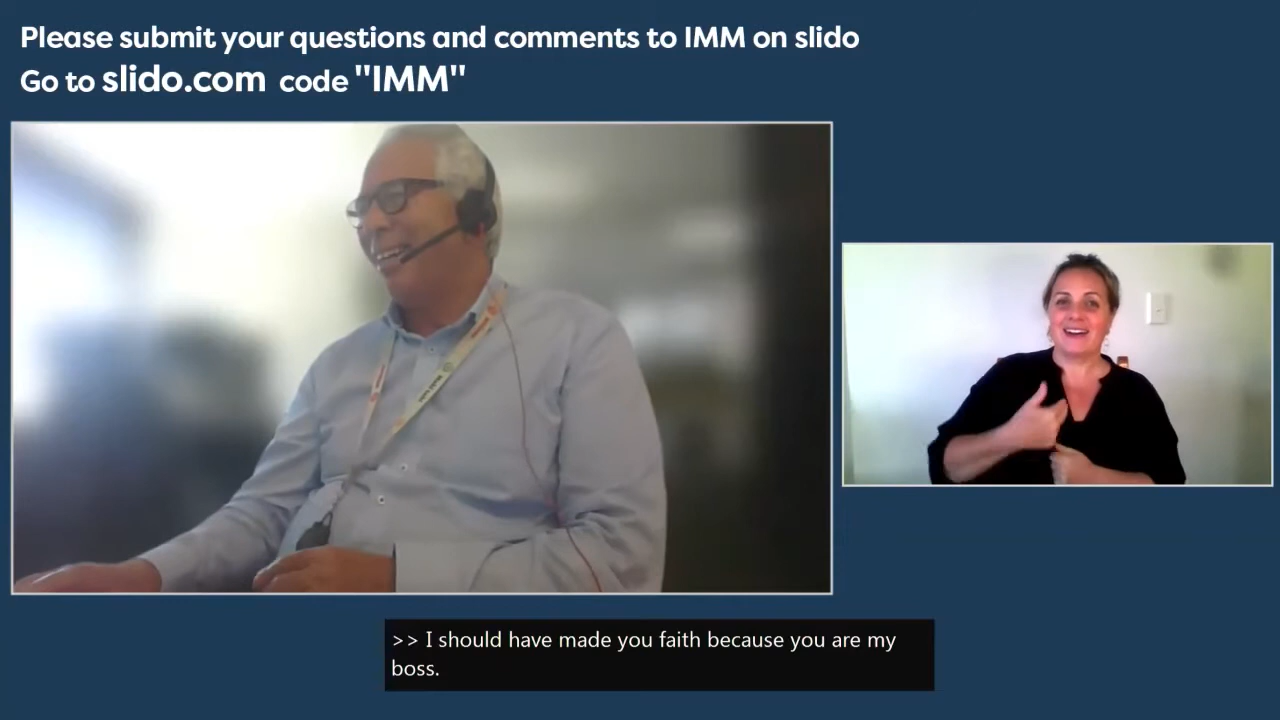 Please submit your questions and comments to IMM on slido
Go to slido.com code "IMM"
>> I should have made you faith because you are my
boss.